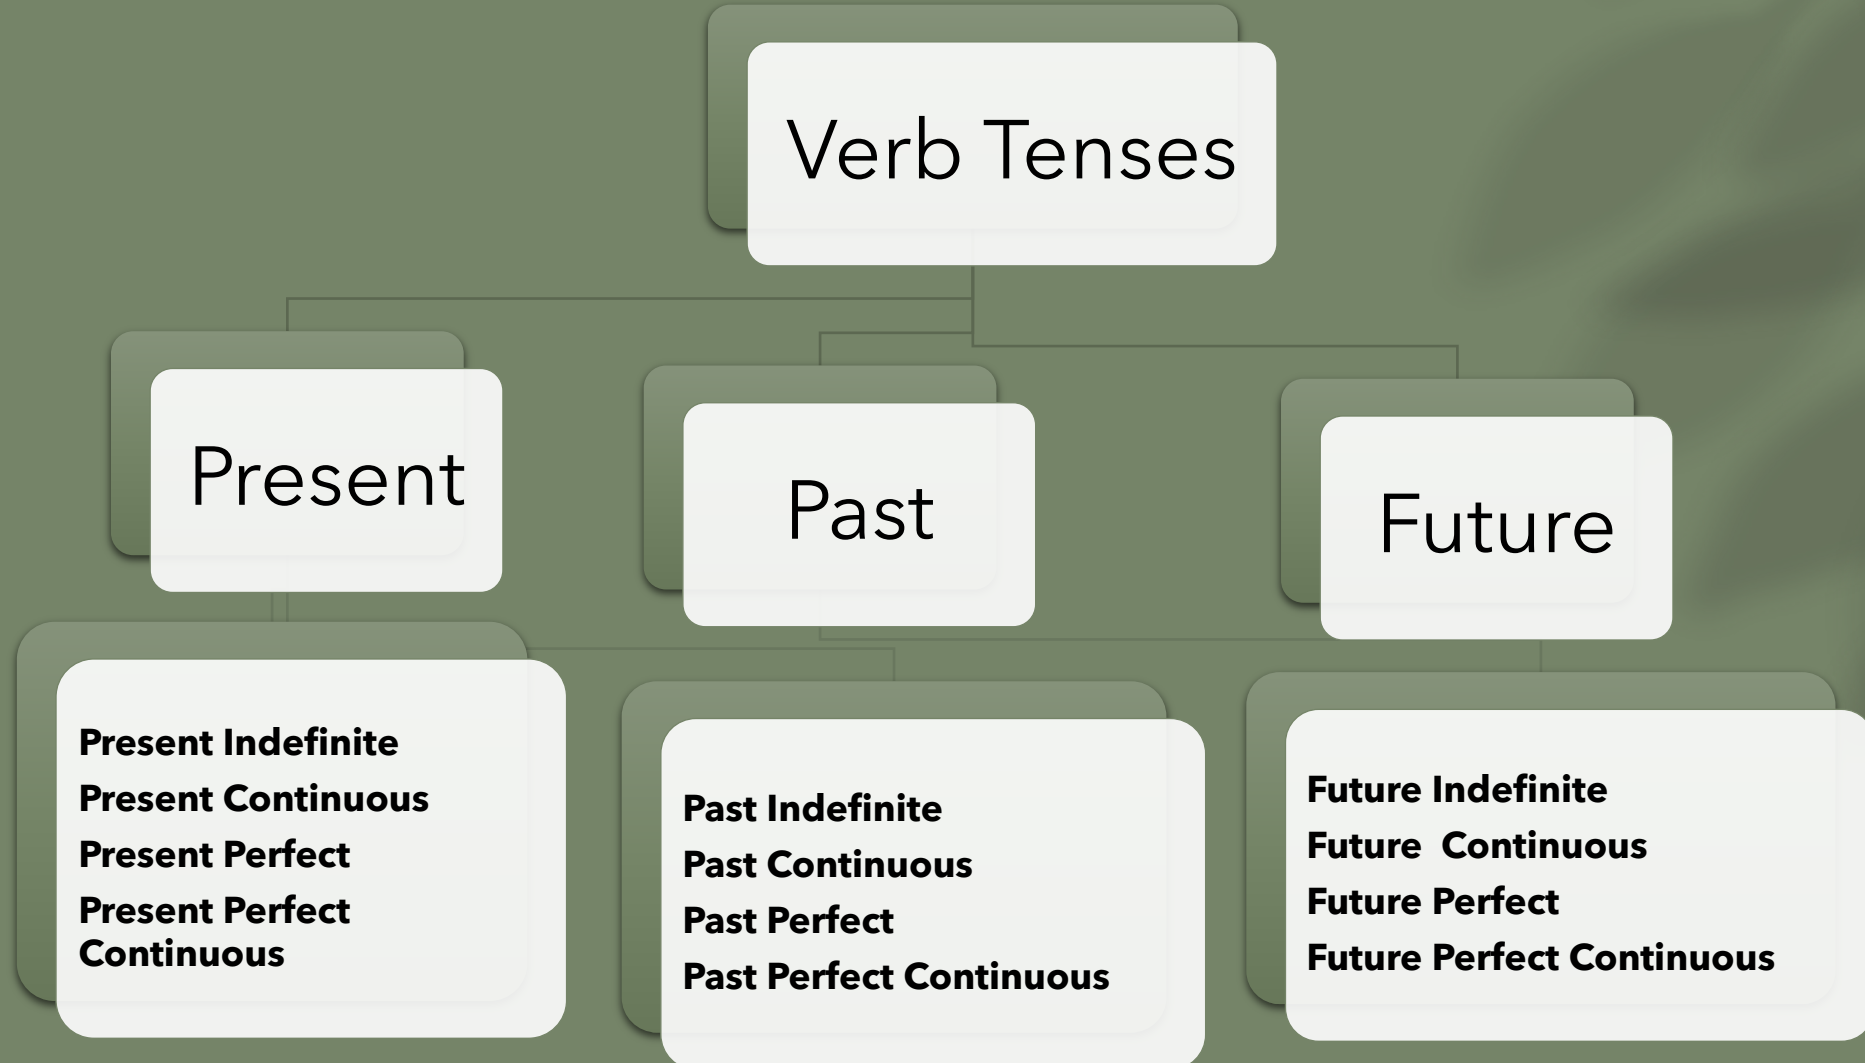 Verb Tenses
Present
Past
Future
Present Indefinite
Present Continuous
Present Perfect
Present Perfect
Continuous
Past Indefinite
Past Continuous
Past Perfect
Past Perfect Continuous
Future Indefinite
Future  Continuous
Future Perfect
Future Perfect Continuous